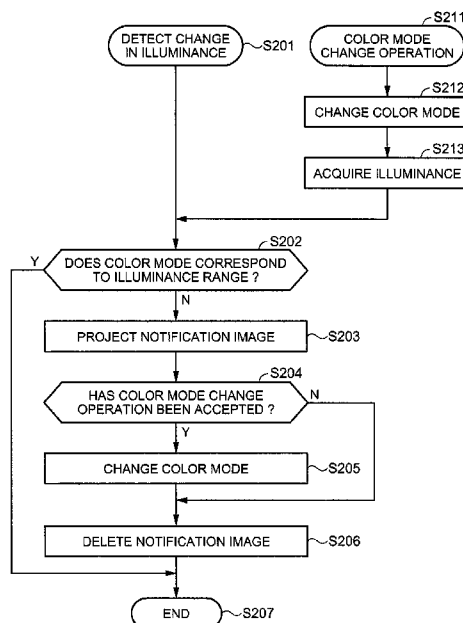 DETECT CHANGE
IN ILLUMINANCE
S201
S211
COLOR MODE
CHANGE OPERATION
S212
CHANGE COLOR MODE
S213
ACQUIRE ILLUMINANCE
S202
Y
DOES COLOR MODE CORRESPOND
TO ILLUMINANCE RANGE ?
N
PROJECT NOTIFICATION IMAGE
S203
S204
HAS COLOR MODE CHANGE
OPERATION BEEN ACCEPTED ?
N
Y
CHANGE COLOR MODE
S205
DELETE NOTIFICATION IMAGE
S206
END
S207